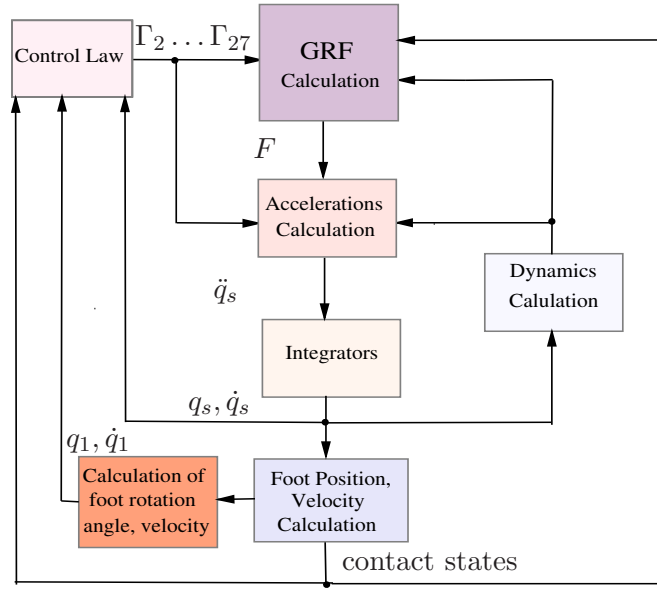 Γ₂ … Γ₂₇
GRF
Calculation
Control Law
F
Accelerations
Calculation
Dynamics
Calulation
q̈ₛ
Integrators
qₛ, q̇ₛ
q₁, q̇₁
Calculation of
foot rotation
angle, velocity
Foot Position,
Velocity
Calculation
contact states